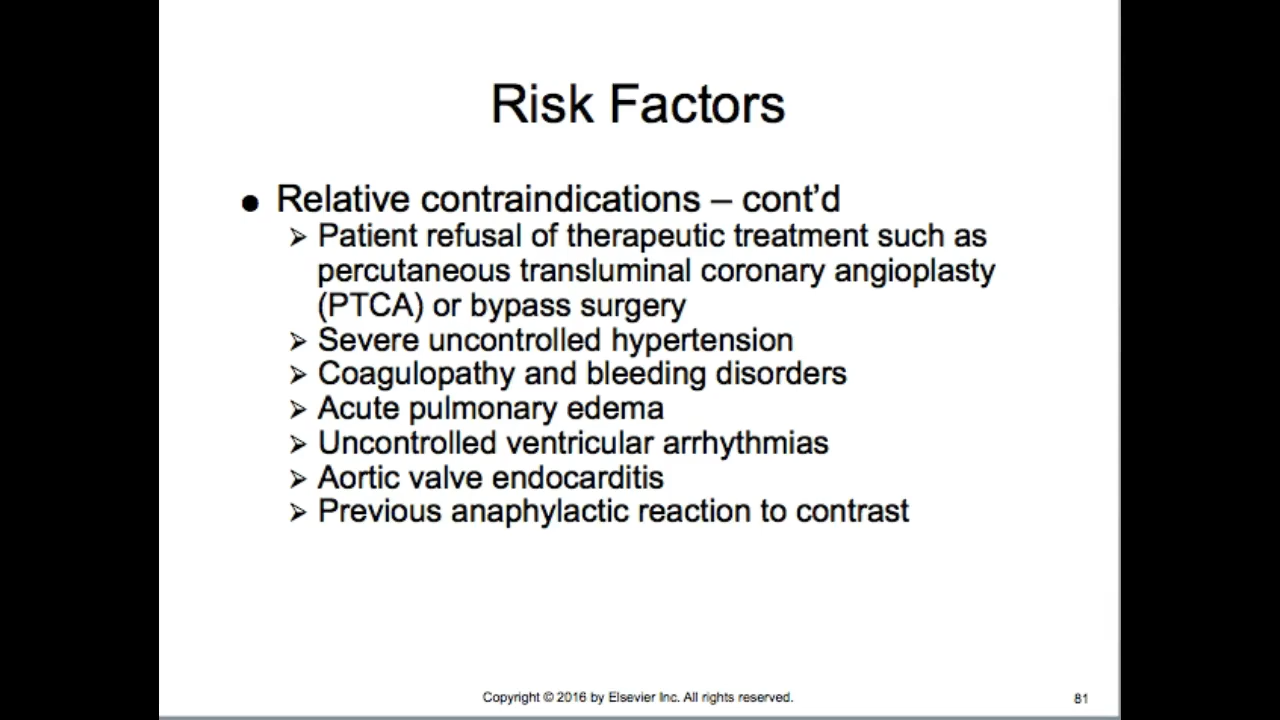 Risk Factors
● Relative contraindications – cont’d
➢ Patient refusal of therapeutic treatment such as
percutaneous transluminal coronary angioplasty
(PTCA) or bypass surgery
➢ Severe uncontrolled hypertension
➢ Coagulopathy and bleeding disorders
➢ Acute pulmonary edema
➢ Uncontrolled ventricular arrhythmias
➢ Aortic valve endocarditis
➢ Previous anaphylactic reaction to contrast
Copyright © 2016 by Elsevier Inc. All rights reserved.
81